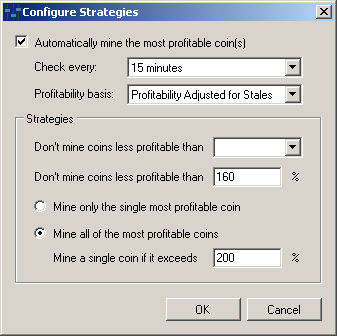 Configure Strategies
Automatically mine the most profitable coin(s)
Check every: 15 minutes
Profitability basis: Profitability Adjusted for Stales
Strategies
Don't mine coins less profitable than
Don't mine coins less profitable than 160 %
Mine only the single most profitable coin
Mine all of the most profitable coins
Mine a single coin if it exceeds 200 %
OK Cancel